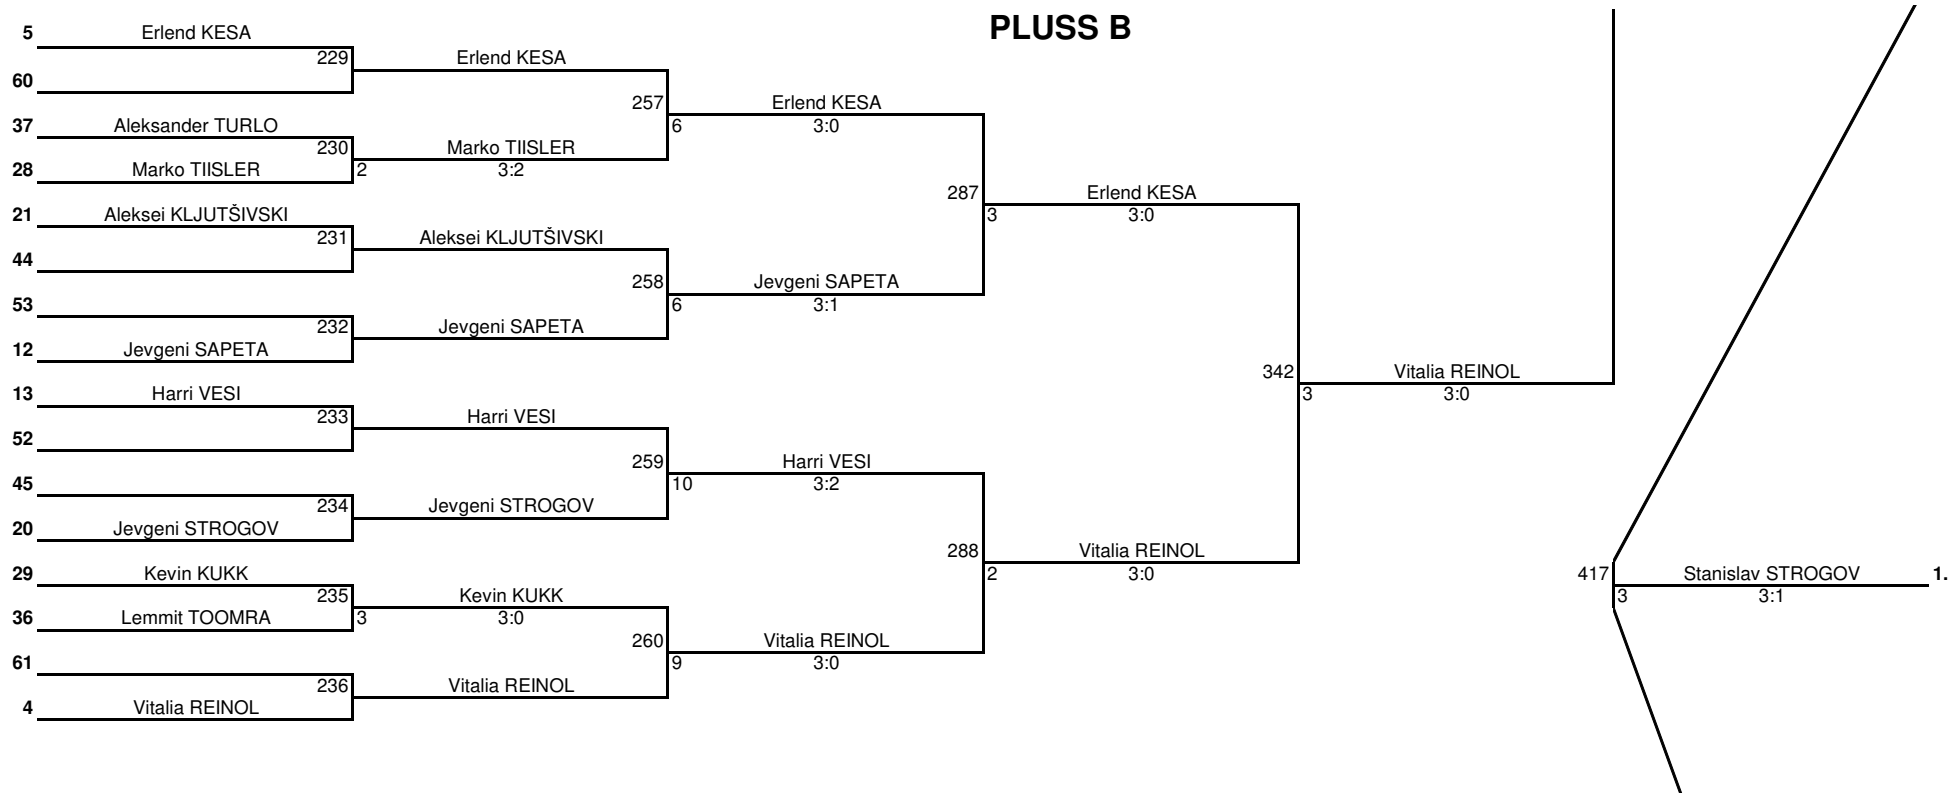 PLUSS B
5 Erlend KESA
229 Erlend KESA
60
257 Erlend KESA
6 3:0
37 Aleksander TURLO
230 Marko TIISLER
28 Marko TIISLER 2 3:2
287 Erlend KESA
3 3:0
21 Aleksei KLJUTŠIVSKI
231 Aleksei KLJUTŠIVSKI
44
258 Jevgeni SAPETA
6 3:1
53
232 Jevgeni SAPETA
12 Jevgeni SAPETA
342 Vitalia REINOL
3 3:0
13 Harri VESI
233 Harri VESI
52
259 Harri VESI
10 3:2
45
234 Jevgeni STROGOV
20 Jevgeni STROGOV
288 Vitalia REINOL
2 3:0
29 Kevin KUKK
417 Stanislav STROGOV 1.
3 3:1
235 Kevin KUKK
36 Lemmit TOOMRA 3 3:0
260 Vitalia REINOL
9 3:0
61
236 Vitalia REINOL
4 Vitalia REINOL